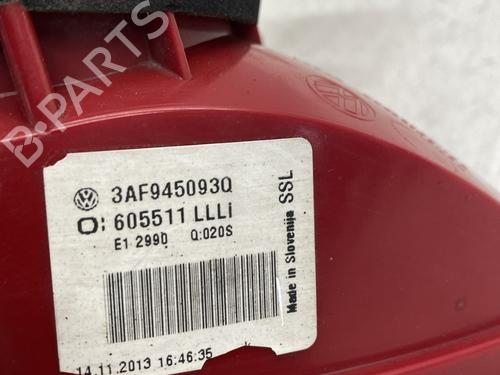 B-PARTS
3AF945093Q
O: 605511 LLLi
E1 2990 Q:020S
14.11.2013 16:46:35
Made in Slovenija SSL